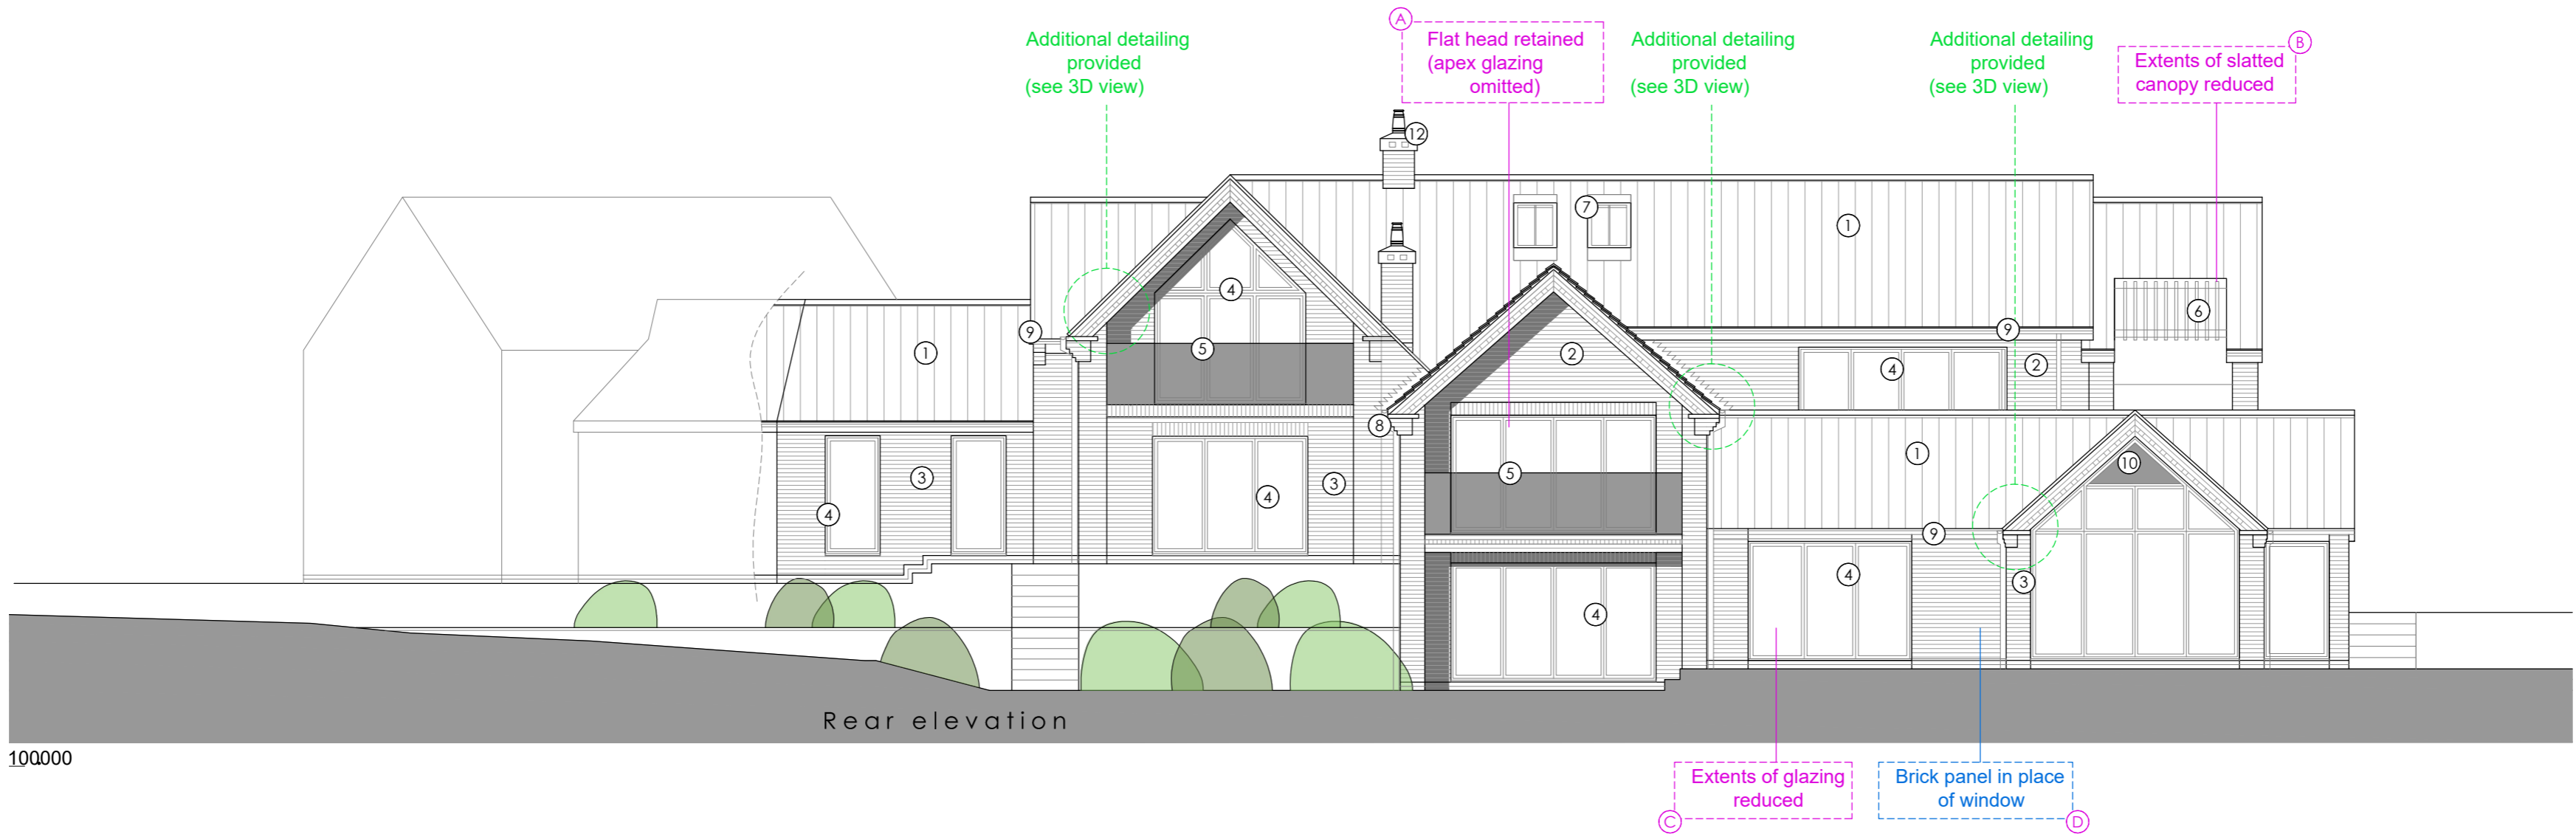 A
Additional detailing
provided
(see 3D view)
Flat head retained
(apex glazing
omitted)
Additional detailing
provided
(see 3D view)
Additional detailing
provided
(see 3D view)
B
Extents of slatted
canopy reduced
12
7
1
4
6
9
9
5
1
2
4
2
8
1
10
3
4
3
5
4
9
4
3
4
Rear elevation
100000
Extents of glazing
reduced
C
Brick panel in place
of window
D